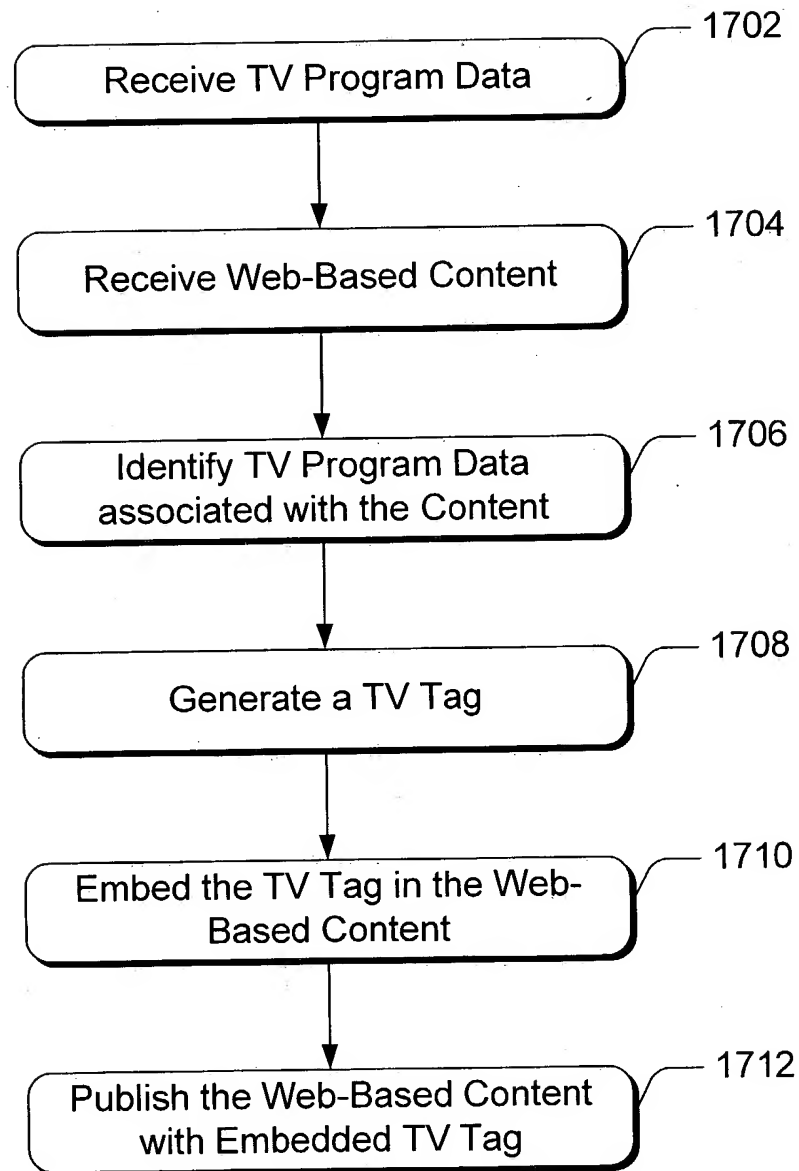 1702
Receive TV Program Data
1704
Receive Web-Based Content
1706
Identify TV Program Data
associated with the Content
1708
Generate a TV Tag
1710
Embed the TV Tag in the Web-
Based Content
1712
Publish the Web-Based Content
with Embedded TV Tag